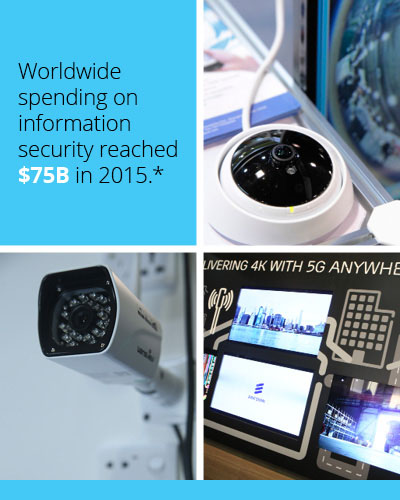 Worldwide
spending on
information
security reached
$75B in 2015.*
LIVERING 4K WITH 5G ANYWHE